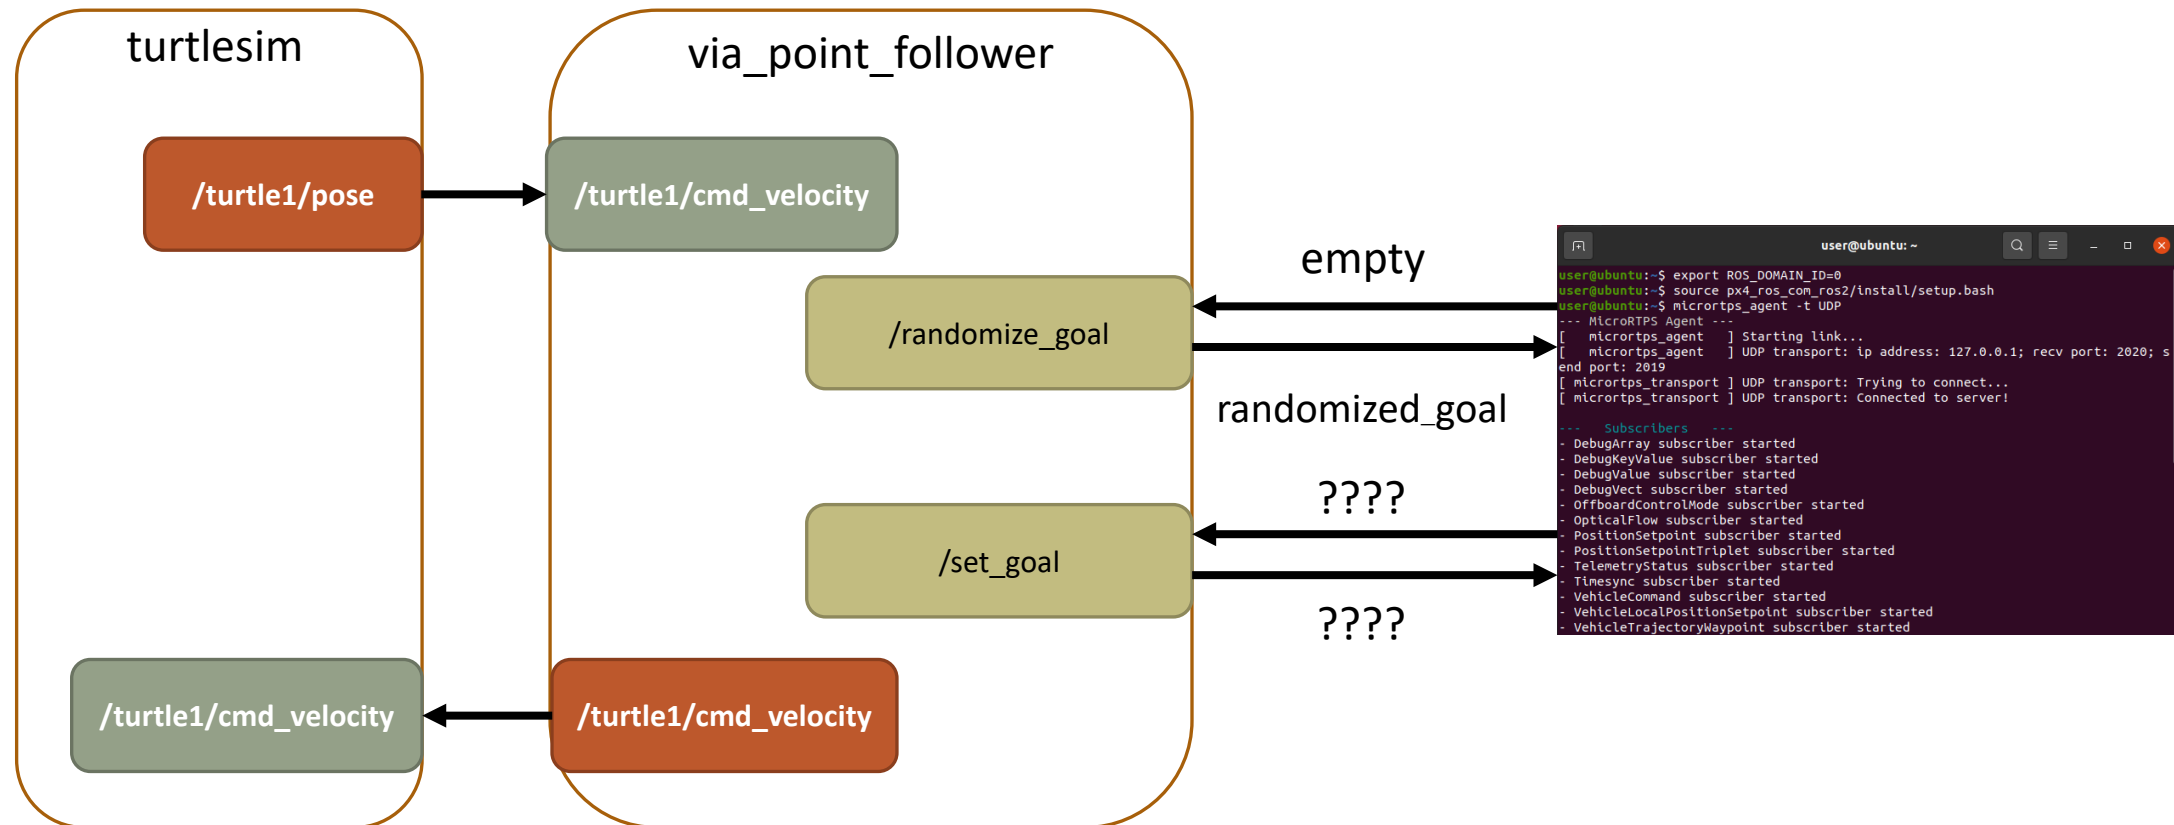 turtlesim
via_point_follower
/turtle1/pose
/turtle1/cmd_velocity
/randomize_goal
/set_goal
/turtle1/cmd_velocity
/turtle1/cmd_velocity
empty
randomized_goal
????
????
user@ubuntu: ~
user@ubuntu:~$ export ROS_DOMAIN_ID=0
user@ubuntu:~$ source px4_ros_com_ros2/install/setup.bash
user@ubuntu:~$ micrortps_agent -t UDP
--- MicroRTPS Agent ---
[   micrortps_agent   ] Starting link...
[   micrortps_agent   ] UDP transport: ip address: 127.0.0.1; recv port: 2020; s
end port: 2019
[ micrortps_transport ] UDP transport: Trying to connect...
[ micrortps_transport ] UDP transport: Connected to server!
---   Subscribers   ---
- DebugArray subscriber started
- DebugKeyValue subscriber started
- DebugValue subscriber started
- DebugVect subscriber started
- OffboardControlMode subscriber started
- OpticalFlow subscriber started
- PositionSetpoint subscriber started
- PositionSetpointTriplet subscriber started
- TelemetryStatus subscriber started
- Timesync subscriber started
- VehicleCommand subscriber started
- VehicleLocalPositionSetpoint subscriber started
- VehicleTrajectoryWaypoint subscriber started